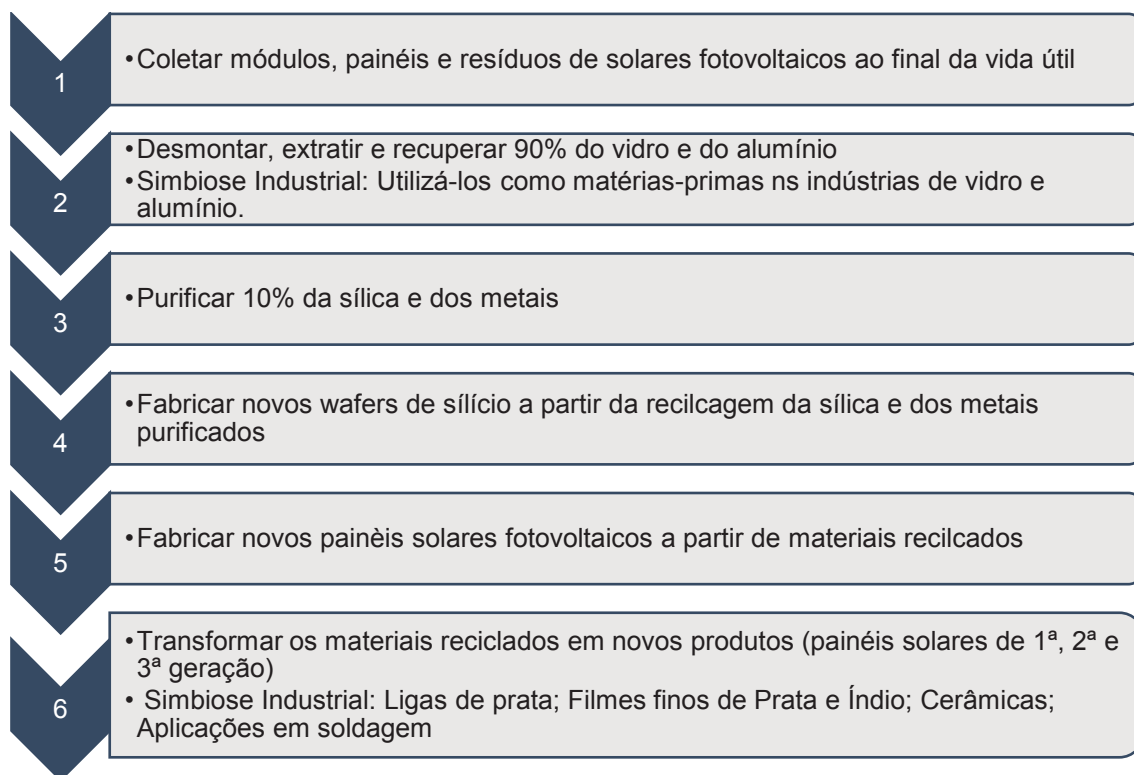 1
•Coletar módulos, painéis e resíduos de solares fotovoltaicos ao final da vida útil
2
•Desmontar, extratir e recuperar 90% do vidro e do alumínio
•Simbiose Industrial: Utilizá-los como matérias-primas ns indústrias de vidro e
alumínio.
3
•Purificar 10% da sílica e dos metais
4
•Fabricar novos wafers de sílício a partir da recilcagem da sílica e dos metais
purificados
5
•Fabricar novos painèis solares fotovoltaicos a partir de materiais recilcados
6
•Transformar os materiais reciclados em novos produtos (painéis solares de 1ª, 2ª e
3ª geração)
• Simbiose Industrial: Ligas de prata; Filmes finos de Prata e Índio; Cerâmicas;
Aplicações em soldagem